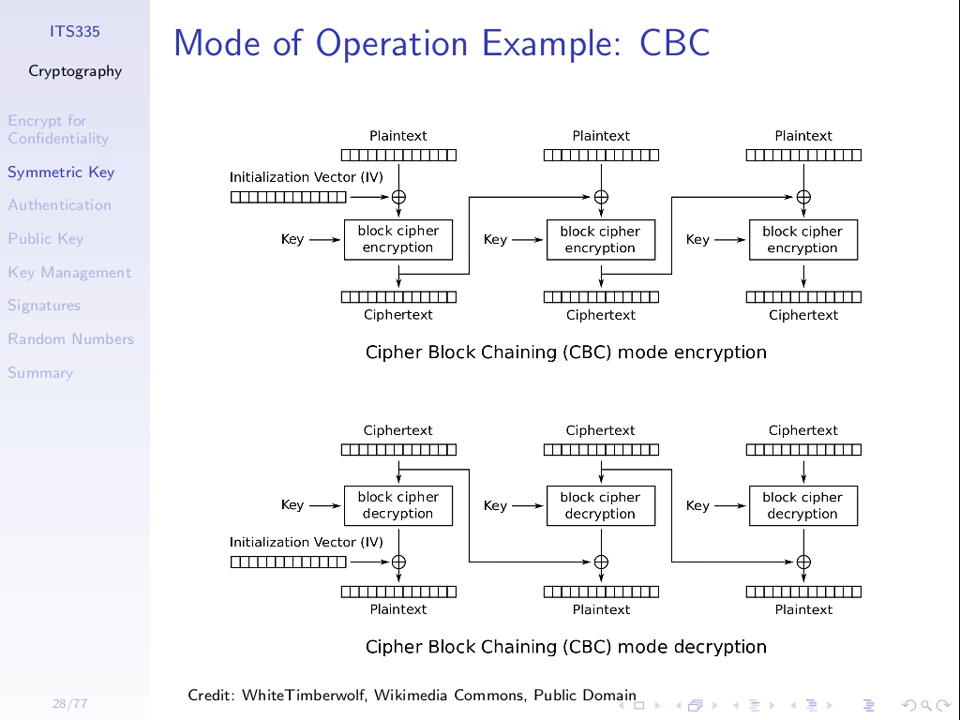 ITS335
Cryptography
Encrypt for
Confidentiality
Symmetric Key
Authentication
Public Key
Key Management
Signatures
Random Numbers
Summary
28/77
Mode of Operation Example: CBC
Plaintext Plaintext Plaintext
Initialization Vector (IV)
Key block cipher encryption Key block cipher encryption Key block cipher encryption
Ciphertext Ciphertext Ciphertext
Cipher Block Chaining (CBC) mode encryption
Ciphertext Ciphertext Ciphertext
Key block cipher decryption Key block cipher decryption Key block cipher decryption
Initialization Vector (IV)
Plaintext Plaintext Plaintext
Cipher Block Chaining (CBC) mode decryption
Credit: WhiteTimberwolf, Wikimedia Commons, Public Domain